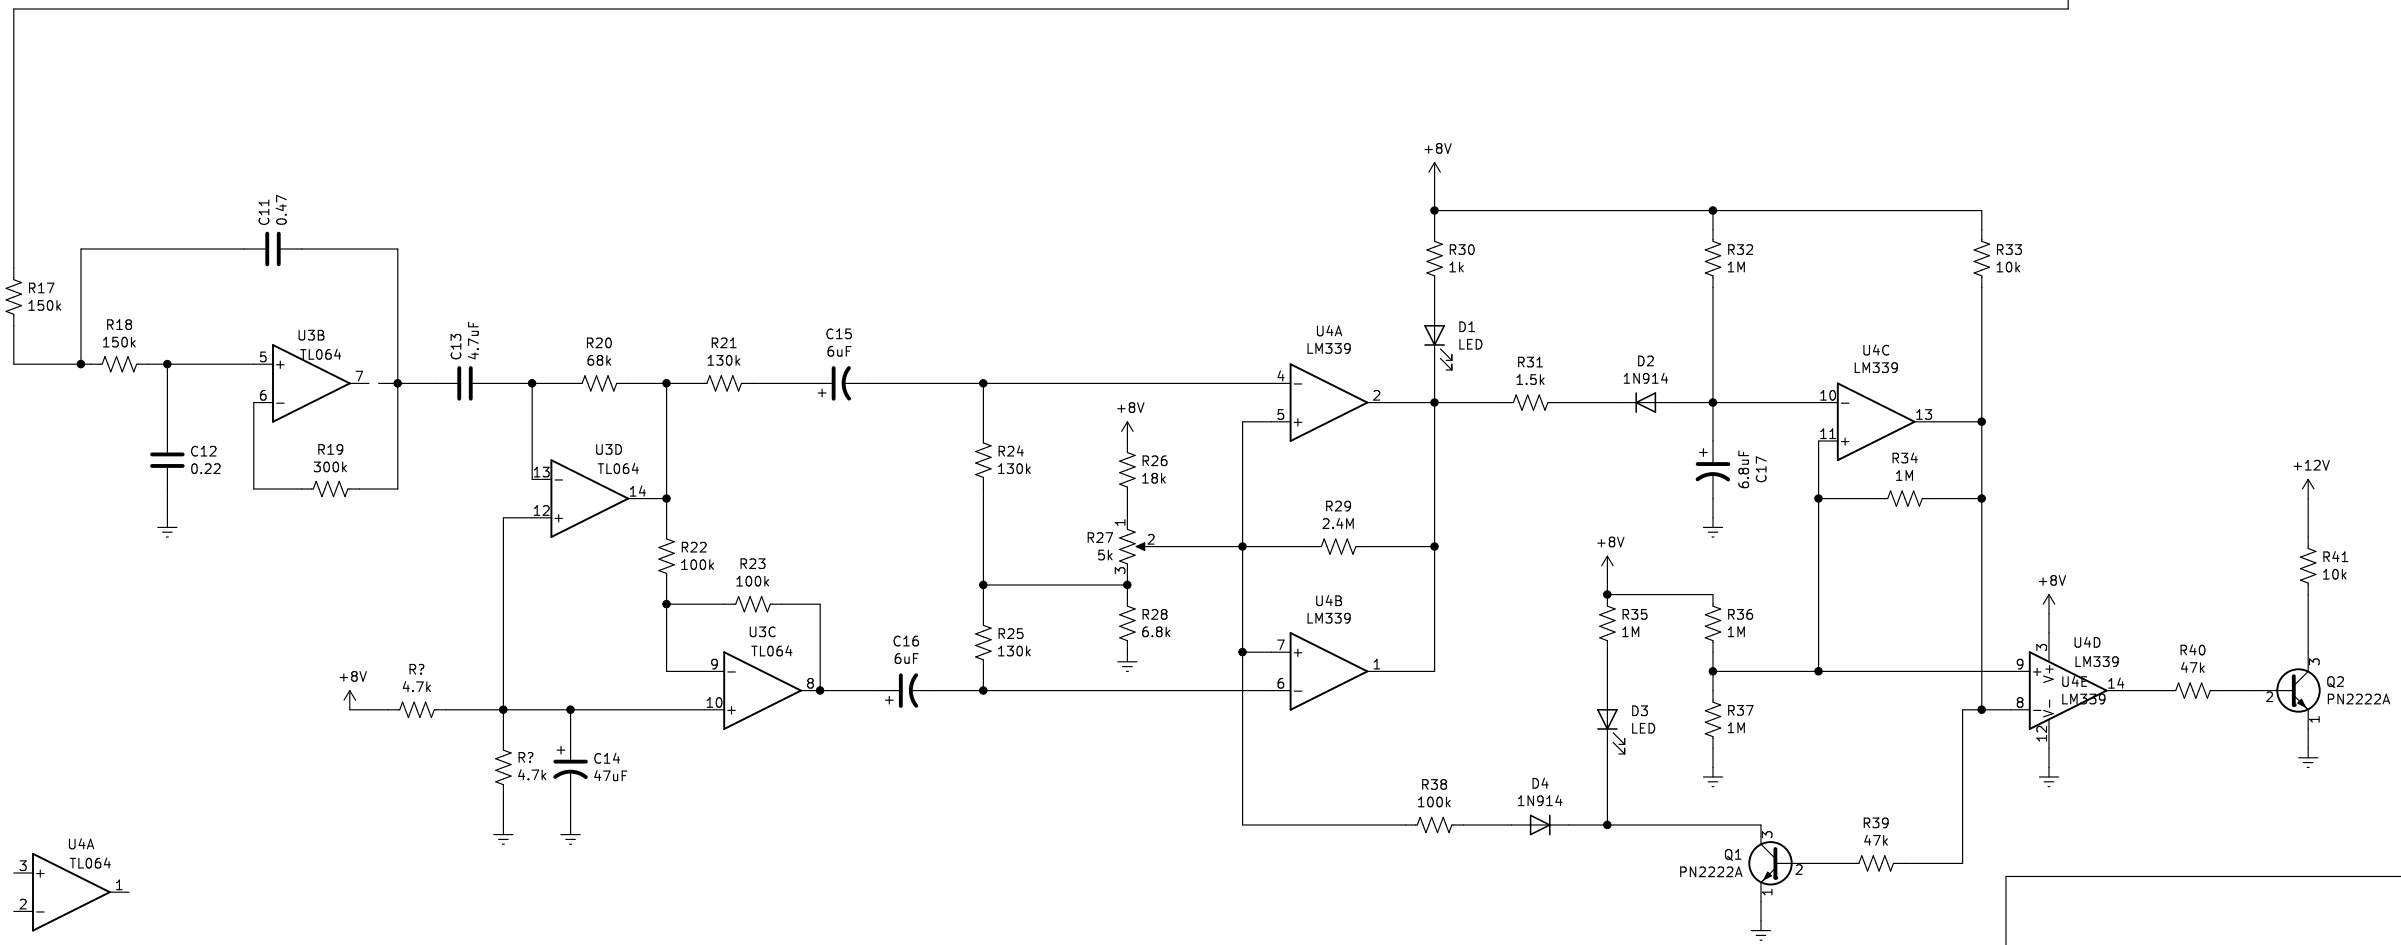 C11
0.47
R17
150k
R18
150k
U3B
TL064
5
6
7
R19
300k
C12
0.22
C13
4.7uF
R20
68k
R21
130k
C15
6uF
+
U3D
TL064
13
12
14
R22
100k
R23
100k
U3C
TL064
9
10
8
+8V
R?
4.7k
R?
4.7k
+
C14
47uF
C16
6uF
+
R24
130k
R25
130k
+8V
R26
18k
R27
5k
1
2
3
R28
6.8k
U4A
LM339
4
5
2
R29
2.4M
U4B
LM339
7
6
1
+8V
R30
1k
D1
LED
R31
1.5k
D2
1N914
R32
1M
+
6.8uF
C17
U4C
LM339
10
11
13
R33
10k
R34
1M
+8V
R35
1M
R36
1M
D3
LED
R37
1M
R38
100k
D4
1N914
Q1
PN2222A
3
2
1
R39
47k
+8V
3
U4D
LM339
9
8
14
V+
U4E
LM339
V-
12
R40
47k
+12V
R41
10k
Q2
PN2222A
3
2
1
U4A
TL064
3
2
1